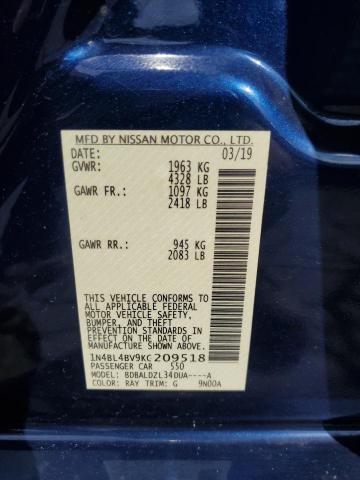 MFD BY NISSAN MOTOR CO., LTD.
DATE: 03/19
GVWR: 1963 KG
4328 LB
GAWR FR: 1097 KG
2418 LB
GAWR RR: 945 KG
2083 LB
THIS VEHICLE CONFORMS
TO ALL APPLICABLE FEDERAL
MOTOR VEHICLE SAFETY,
BUMPER, AND THEFT
PREVENTION STANDARDS IN
EFFECT ON THE DATE OF
MANUFACTURE SHOWN ABOVE.
1N4BL4BV9KC209518
PASSENGER CAR 550
MODEL: BDBALDZL34DUA----A
COLOR: RAY TRIM: G 9N00A